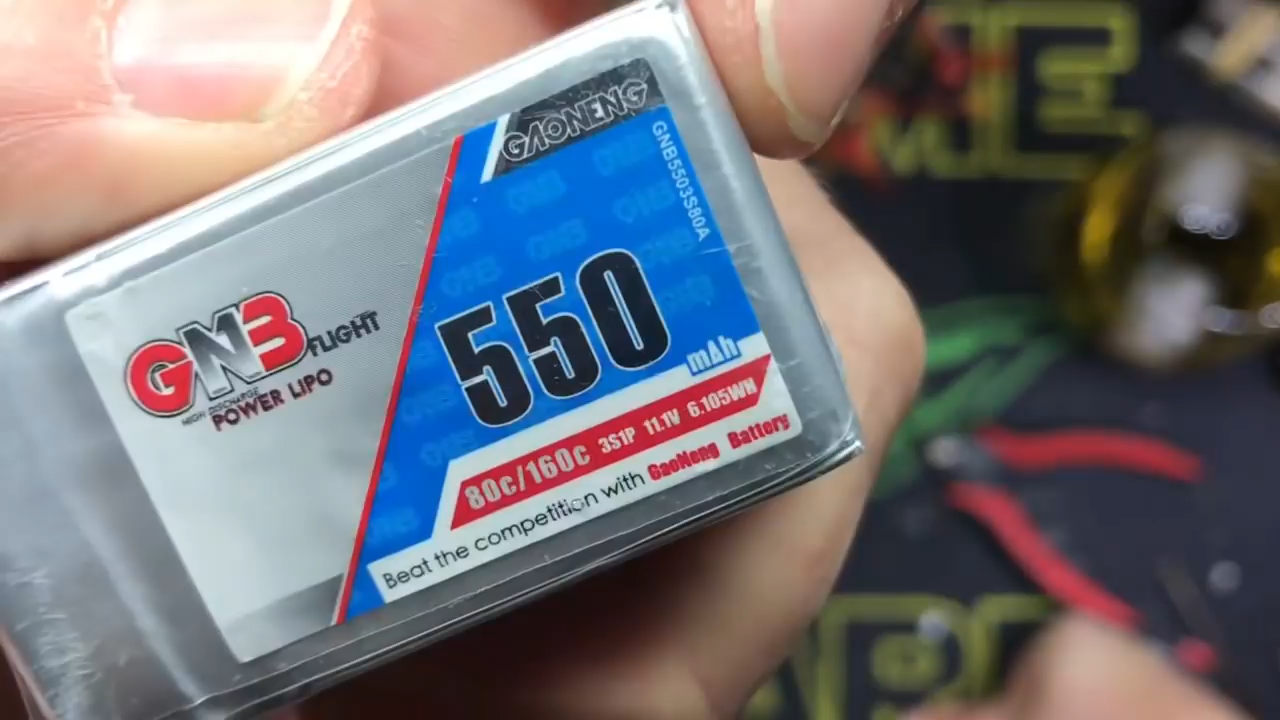 GAONENG
GNB5503S80A
GNB FLIGHT
HIGH DISCHARGE
POWER LIPO
550
mAh
80c/160c 3S1P 11.1V 6.105WH
Beat the competition with GaoNeng Battery